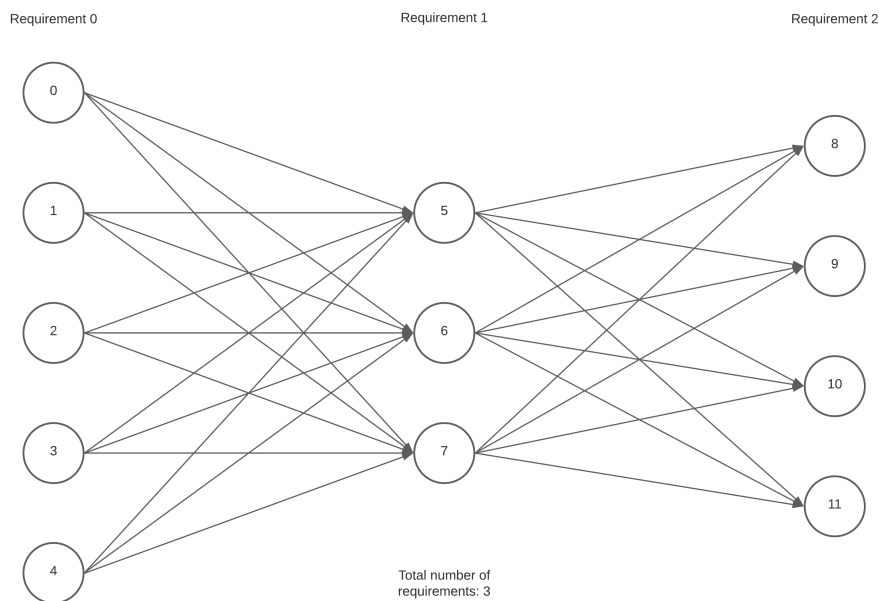 Requirement 0
Requirement 1
Requirement 2
0
1
2
3
4
5
6
7
8
9
10
11
Total number of
requirements: 3